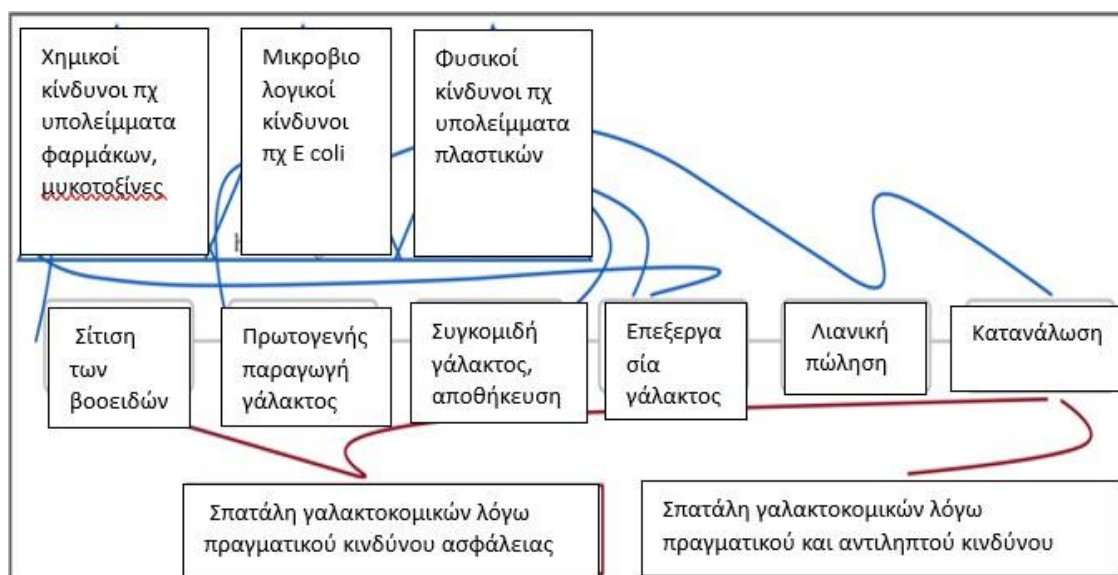 Χημικοί
κίνδυνοι πχ
υπολείμματα
φαρμάκων,
μυκοτοξίνες
Μικροβιο
λογικοί
κίνδυνοι
πχ E coli
Φυσικοί
κίνδυνοι πχ
υπολείμματα
πλαστικών
Σίτιση
των
βοοειδών
Πρωτογενής
παραγωγή
γάλακτος
Συγκομιδή
γάλακτος,
αποθήκευση
Επεξεργα
σία
γάλακτος
Λιανική
πώληση
Κατανάλωση
Σπατάλη γαλακτοκομικών λόγω
πραγματικού κινδύνου ασφάλειας
Σπατάλη γαλακτοκομικών λόγω
πραγματικού και αντιληπτού κινδύνου